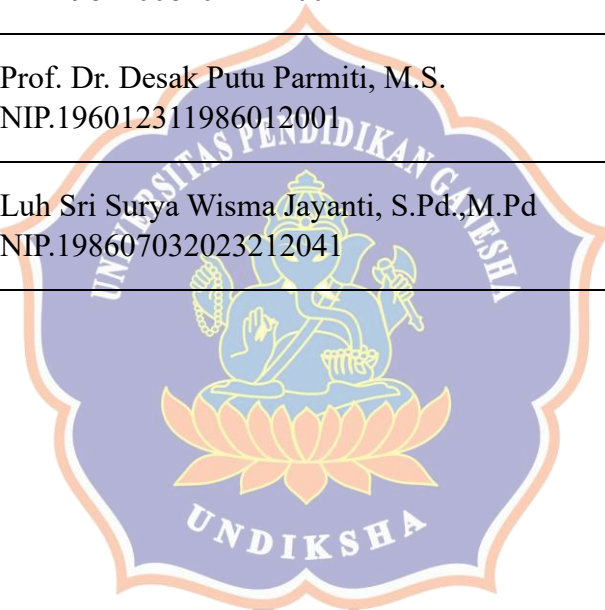 Prof. Dr. Desak Putu Parmiti, M.S.
NIP.196012311986012001
UNIVERSITAS PENDIDIKAN GANESHA
Luh Sri Surya Wisma Jayanti, S.Pd.,M.Pd
NIP.198607032023212041
UNDIKSHA